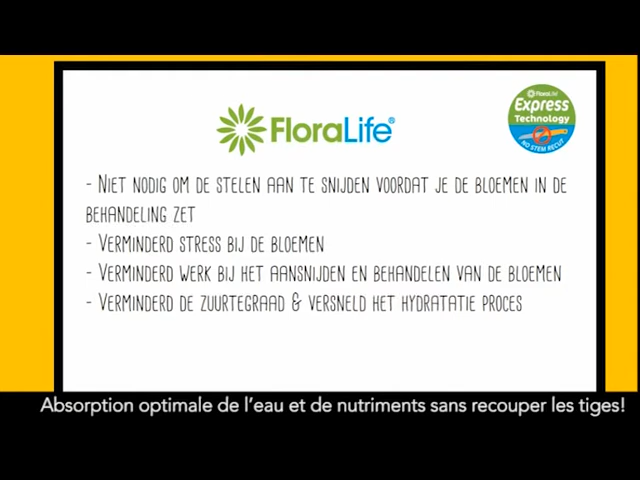 FloraLife®
FloraLife
Express
Technology
NO STEM RECUT
- NIET NODIG OM DE STELEN AAN TE SNIJDEN VOORDAT JE DE BLOEMEN IN DE
BEHANDELING ZET
- VERMINDERD STRESS BIJ DE BLOEMEN
- VERMINDERD WERK BIJ HET AANSNIJDEN EN BEHANDELEN VAN DE BLOEMEN
- VERMINDERD DE ZUURTEGRAAD & VERSNELD HET HYDRATATIE PROCES
Absorption optimale de l'eau et de nutriments sans recouper les tiges!